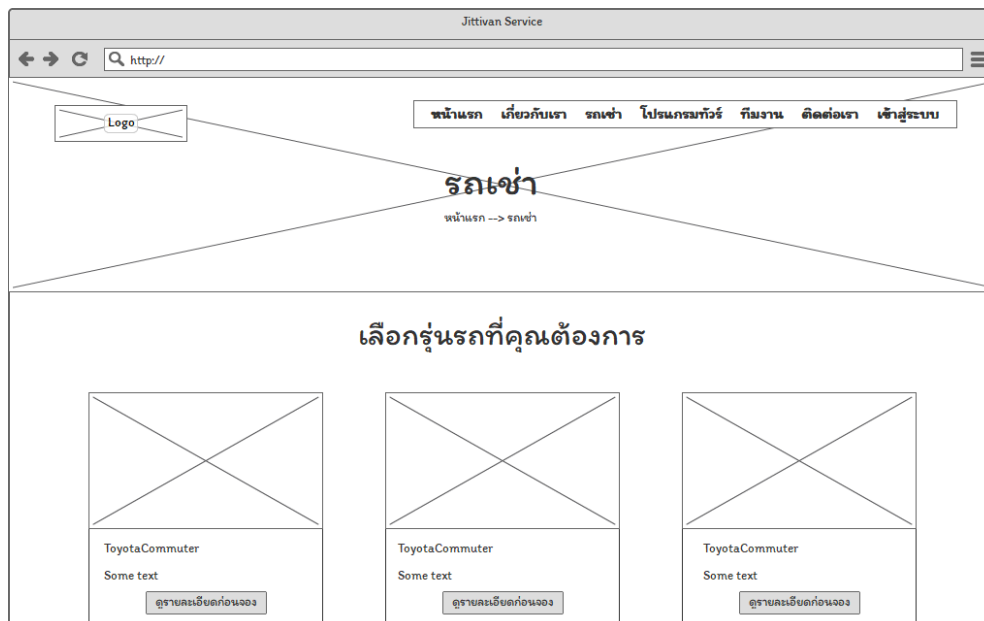 Jittivan Service
http://
Logo
หน้าแรก เกี่ยวกับเรา รถเช่า โปรแกรมทัวร์ ทีมงาน ติดต่อเรา เข้าสู่ระบบ
รถเช่า
หน้าแรก --> รถเช่า
เลือกรุ่นรถที่คุณต้องการ
ToyotaCommuter ToyotaCommuter ToyotaCommuter
Some text Some text Some text
ดูรายละเอียดก่อนจอง ดูรายละเอียดก่อนจอง ดูรายละเอียดก่อนจอง